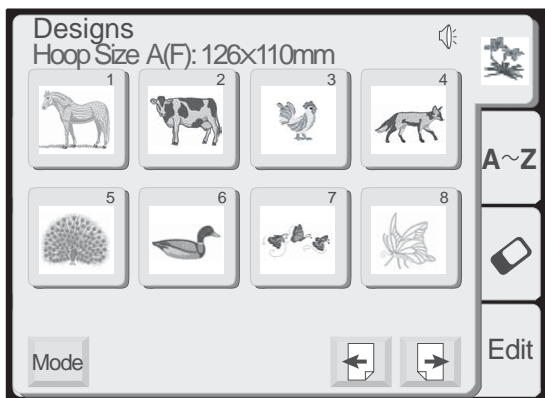 Designs
Hoop Size A(F): 126×110mm
1 2 3 4
A~Z
5 6 7 8
Mode
Edit